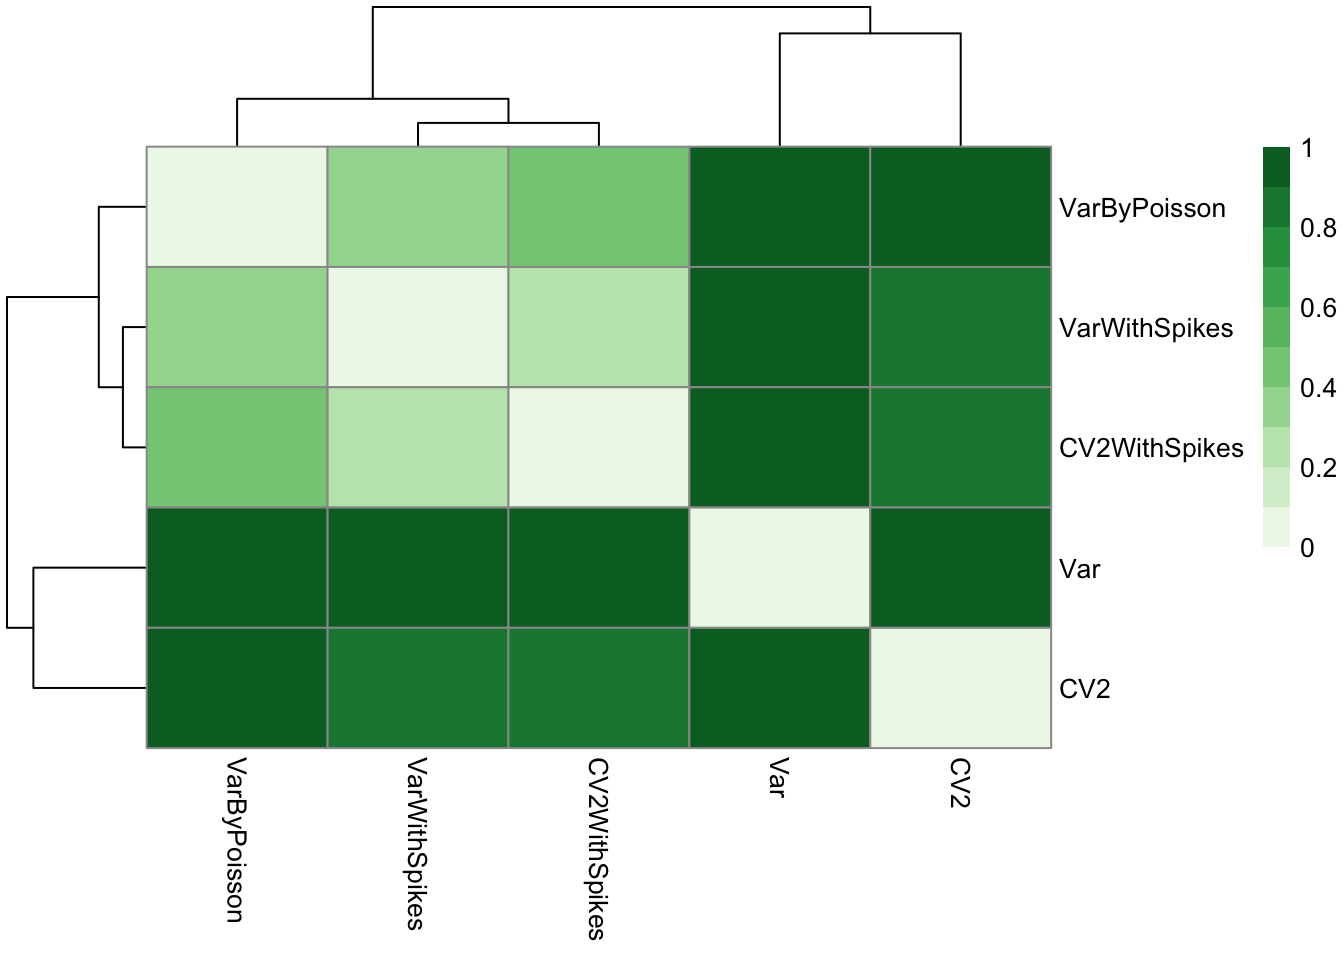 1
VarByPoisson
0.8
VarWithSpikes
0.6
0.4
CV2WithSpikes
0.2
0
Var
CV2
VarByPoisson
VarWithSpikes
CV2WithSpikes
Var
CV2